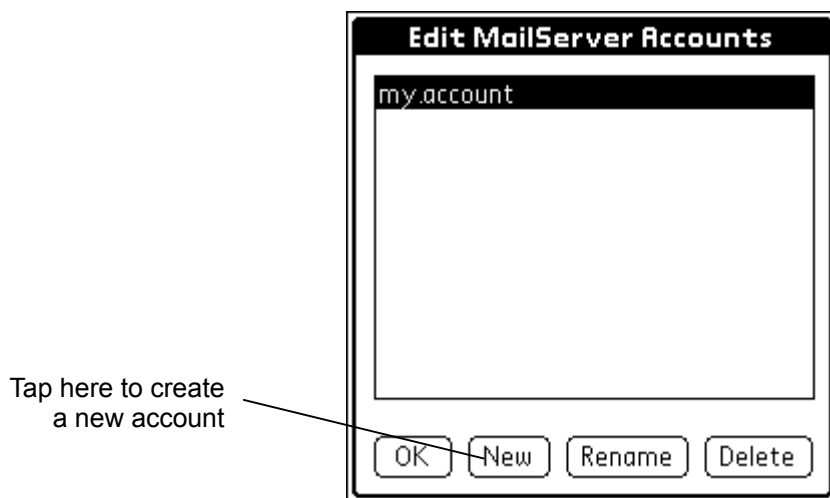 Edit MailServer Accounts
my.account
Tap here to create
a new account
OK New Rename Delete